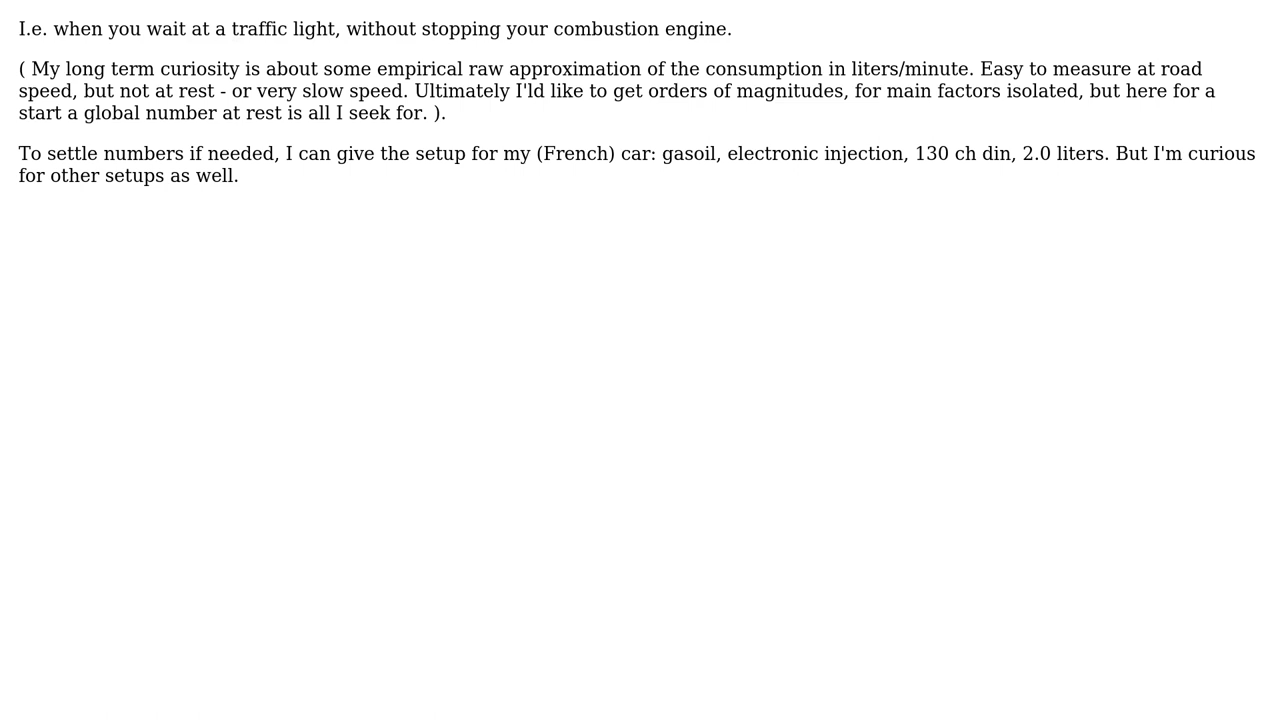 I.e. when you wait at a traffic light, without stopping your combustion engine.
( My long term curiosity is about some empirical raw approximation of the consumption in liters/minute. Easy to measure at road
speed, but not at rest - or very slow speed. Ultimately I'ld like to get orders of magnitudes, for main factors isolated, but here for a
start a global number at rest is all I seek for. ).
To settle numbers if needed, I can give the setup for my (French) car: gasoil, electronic injection, 130 ch din, 2.0 liters. But I'm curious
for other setups as well.